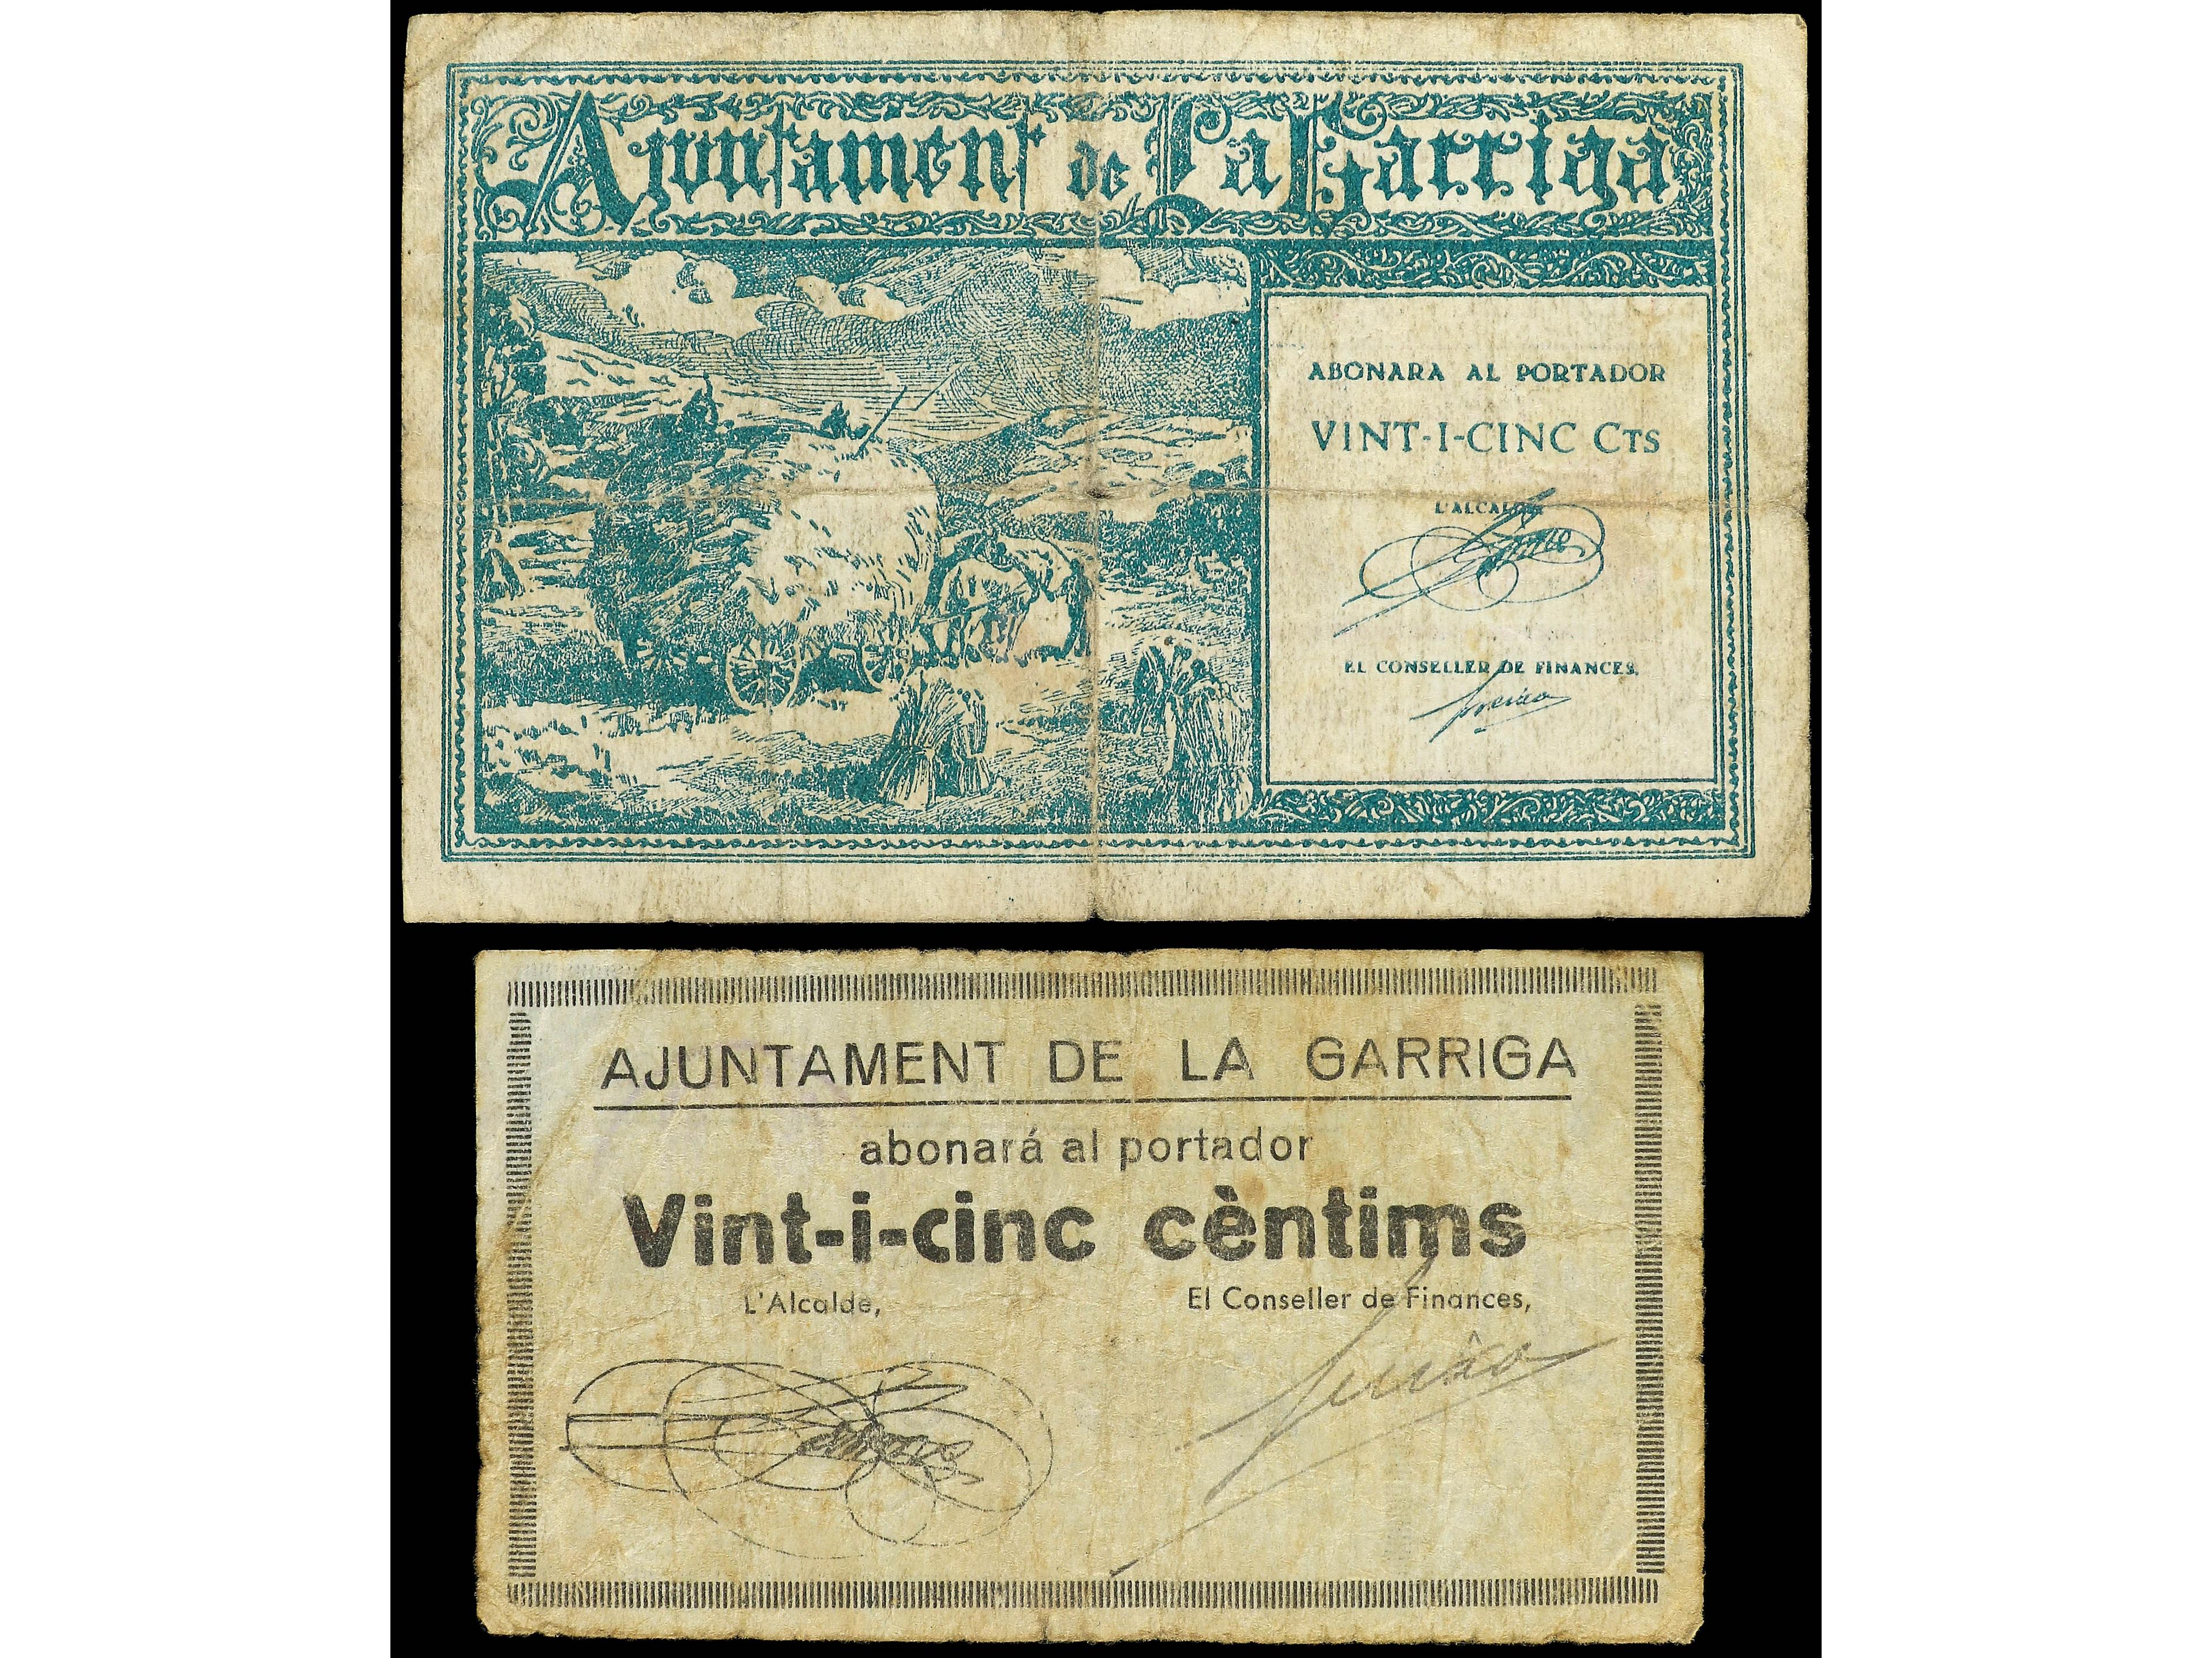 Ajuntament de La Garriga
ABONARA AL PORTADOR
VINT-I-CINC CTS
L'ALCALDE
EL CONSELLER DE FINANCES,
AJUNTAMENT DE LA GARRIGA
abonará al portador
Vint-i-cinc cèntims
L'Alcalde,
El Conseller de Finances,